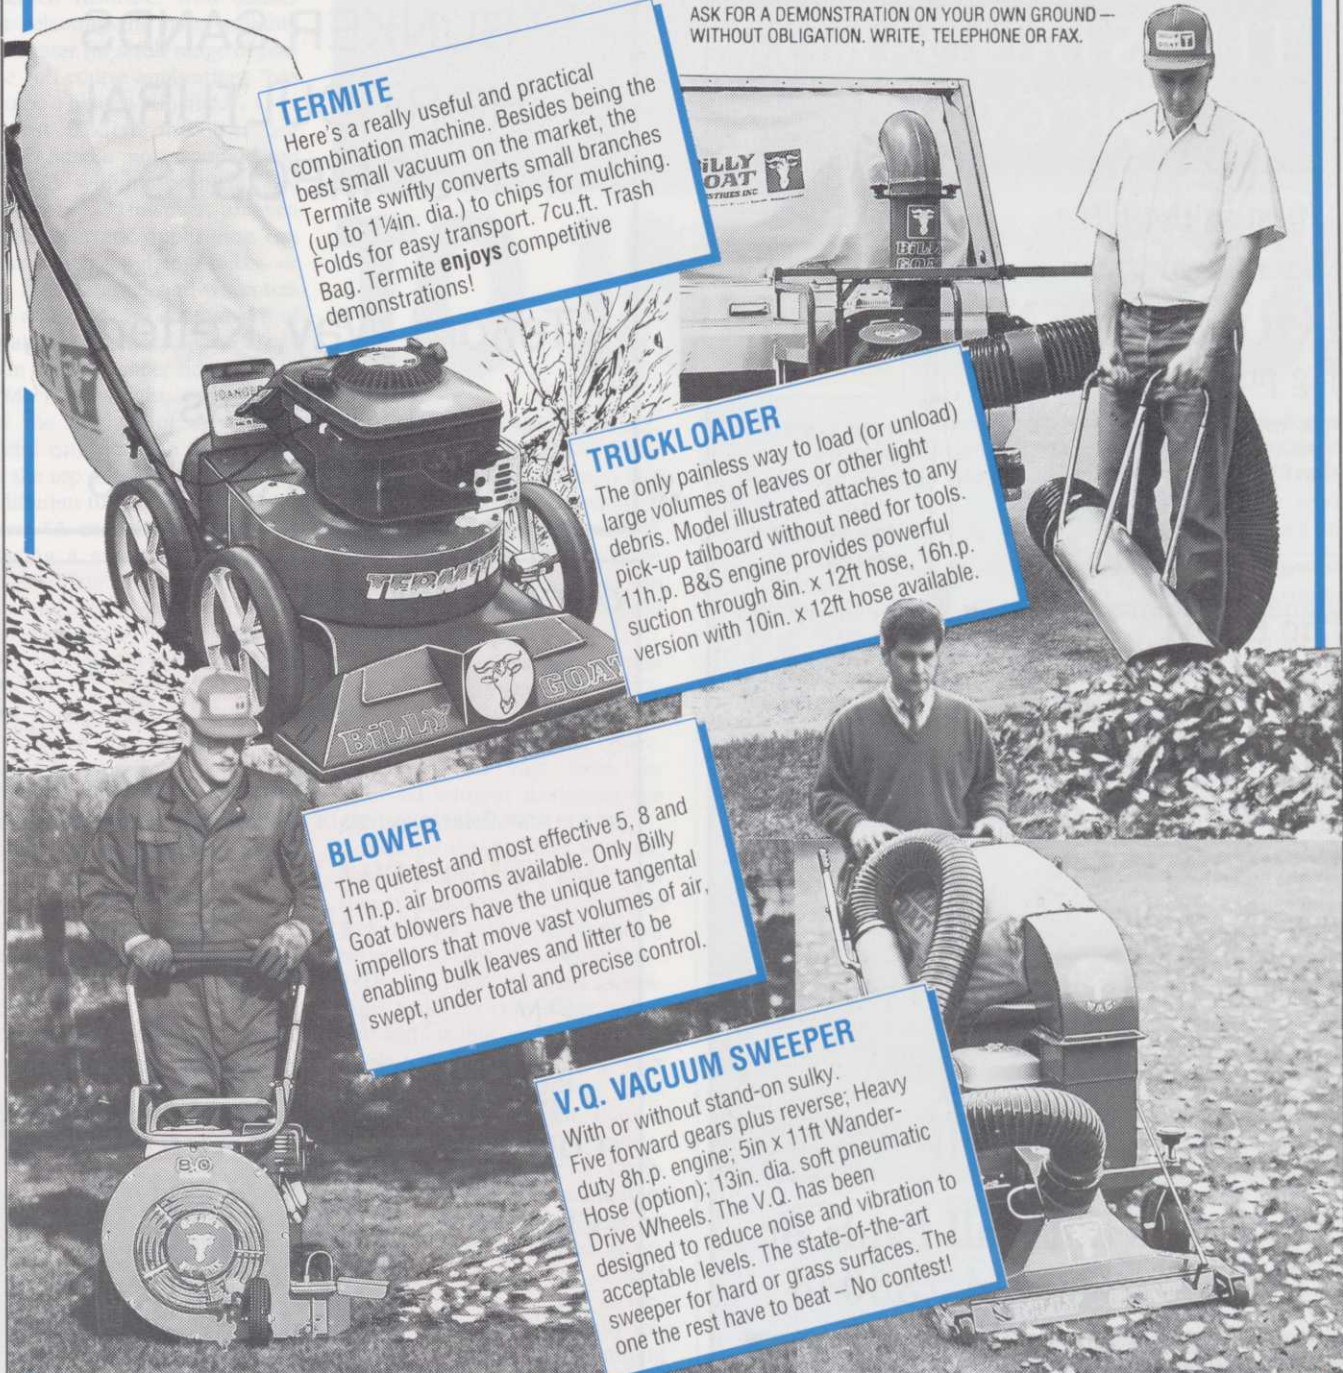 ASK FOR A DEMONSTRATION ON YOUR OWN GROUND —
WITHOUT OBLIGATION. WRITE, TELEPHONE OR FAX.
TERMITE
Here's a really useful and practical
combination machine. Besides being the
best small vacuum on the market, the
Termite swiftly converts small branches
(up to 1¼in. dia.) to chips for mulching.
Folds for easy transport. 7cu.ft. Trash
Bag. Termite enjoys competitive
demonstrations!
BILLY
GOAT
BILLY
GOAT
DANGER
TERMITE
BILLY GOAT
TRUCKLOADER
The only painless way to load (or unload)
large volumes of leaves or other light
debris. Model illustrated attaches to any
pick-up tailboard without need for tools.
11h.p. B&S engine provides powerful
suction through 8in. x 12ft hose, 16h.p.
version with 10in. x 12ft hose available.
BLOWER
The quietest and most effective 5, 8 and
11h.p. air brooms available. Only Billy
Goat blowers have the unique tangental
impellors that move vast volumes of air,
enabling bulk leaves and litter to be
swept, under total and precise control.
8.0
V.Q. VACUUM SWEEPER
With or without stand-on sulky.
Five forward gears plus reverse; Heavy
duty 8h.p. engine; 5in x 11ft Wander-
Hose (option); 13in. dia. soft pneumatic
Drive Wheels. The V.Q. has been
designed to reduce noise and vibration to
acceptable levels. The state-of-the-art
sweeper for hard or grass surfaces. The
one the rest have to beat – No contest!
BILLY GOAT